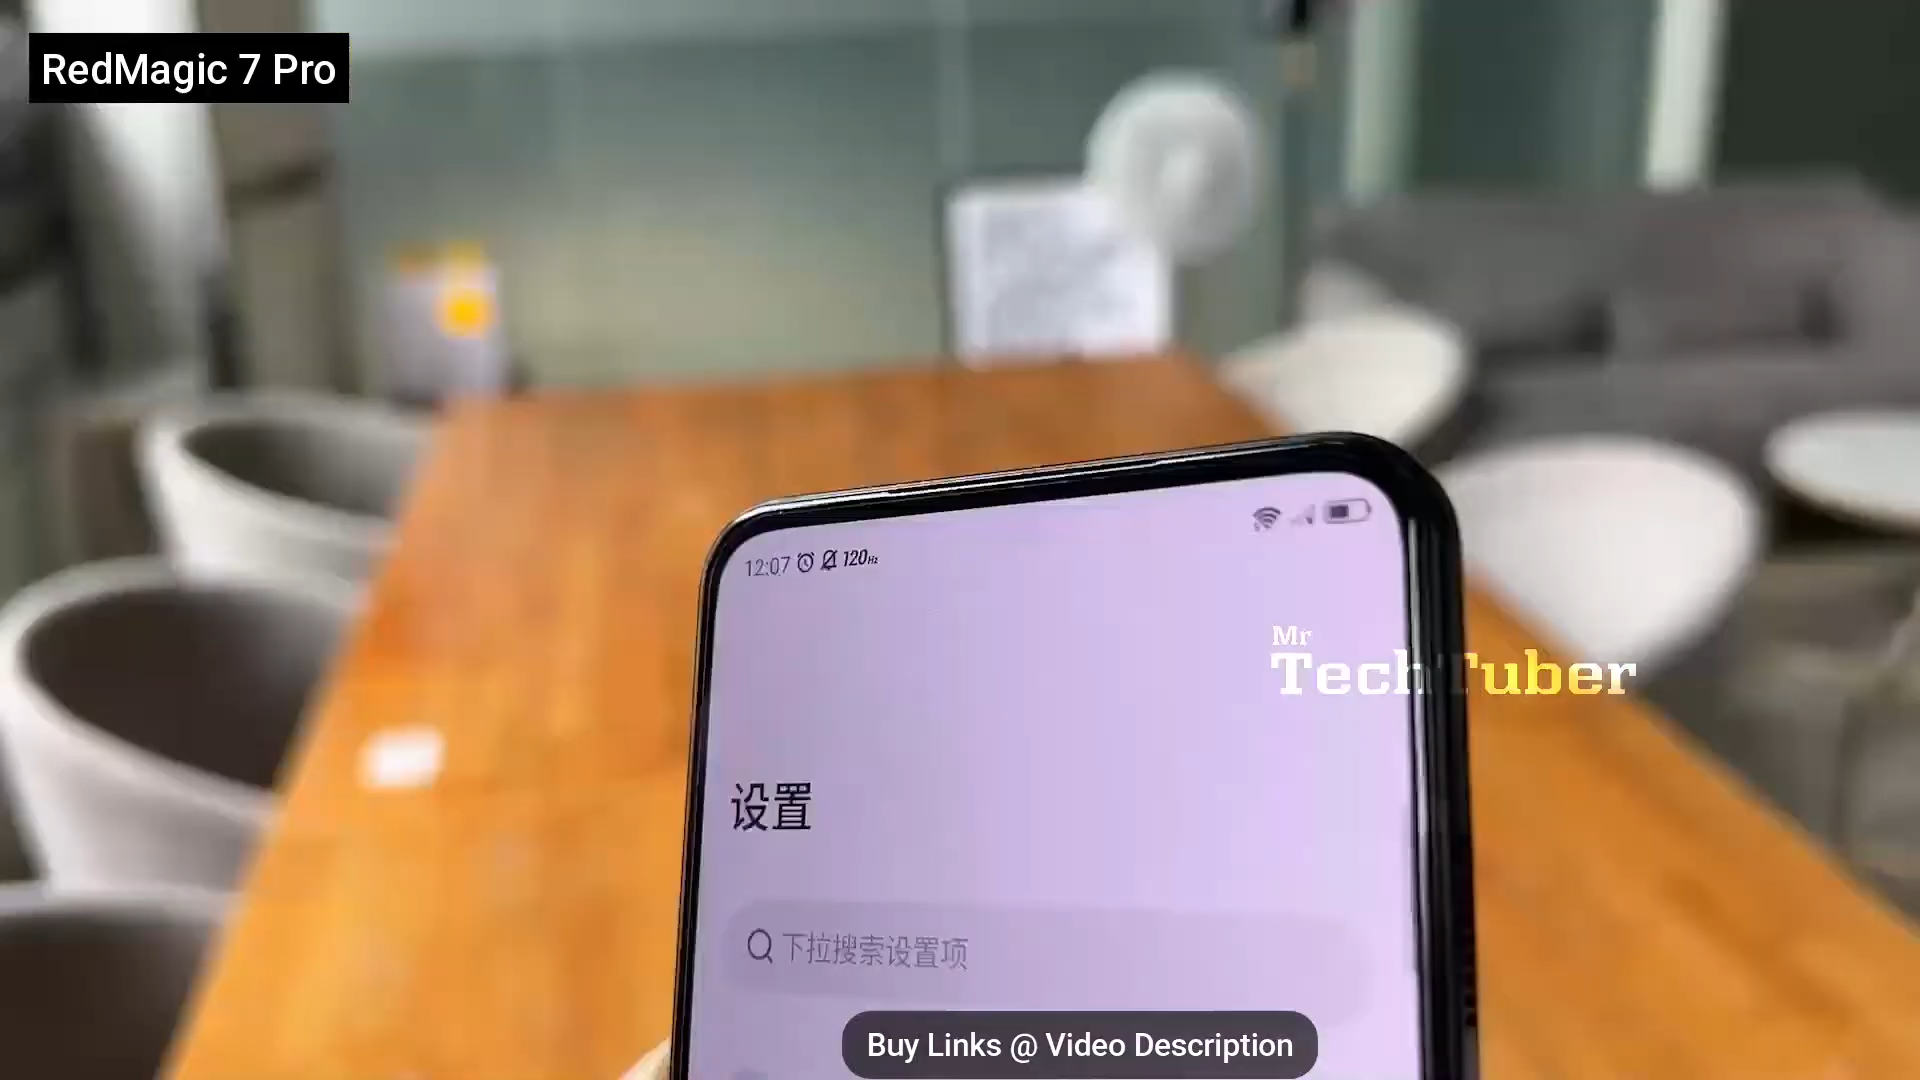 RedMagic 7 Pro
12:07 120Hz
Mr
TechTuber
设置
下拉搜索设置项
Buy Links @ Video Description